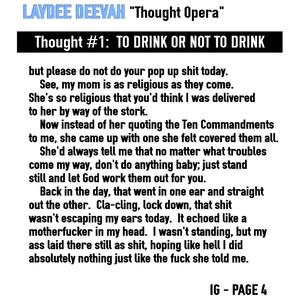 LAYDEE DEEVAH "Thought Opera"
Thought #1: TO DRINK OR NOT TO DRINK
but please do not do your pop up shit today.
See, my mom is as religious as they come.
She's so religious that you'd think I was delivered
to her by way of the stork.
Now instead of her quoting the Ten Commandments
to me, she came up with one she felt covered them all.
She'd always tell me that no matter what troubles
come my way, don't do anything baby; just stand
still and let God work them out for you.
Back in the day, that went in one ear and straight
out the other. Cla-cling, lock down, that shit
wasn't escaping my ears today. It echoed like a
motherfucker in my head. I wasn't standing, but my
ass laid there still as shit, hoping like hell I did
absolutely nothing just like the fuck she told me.
IG - PAGE 4